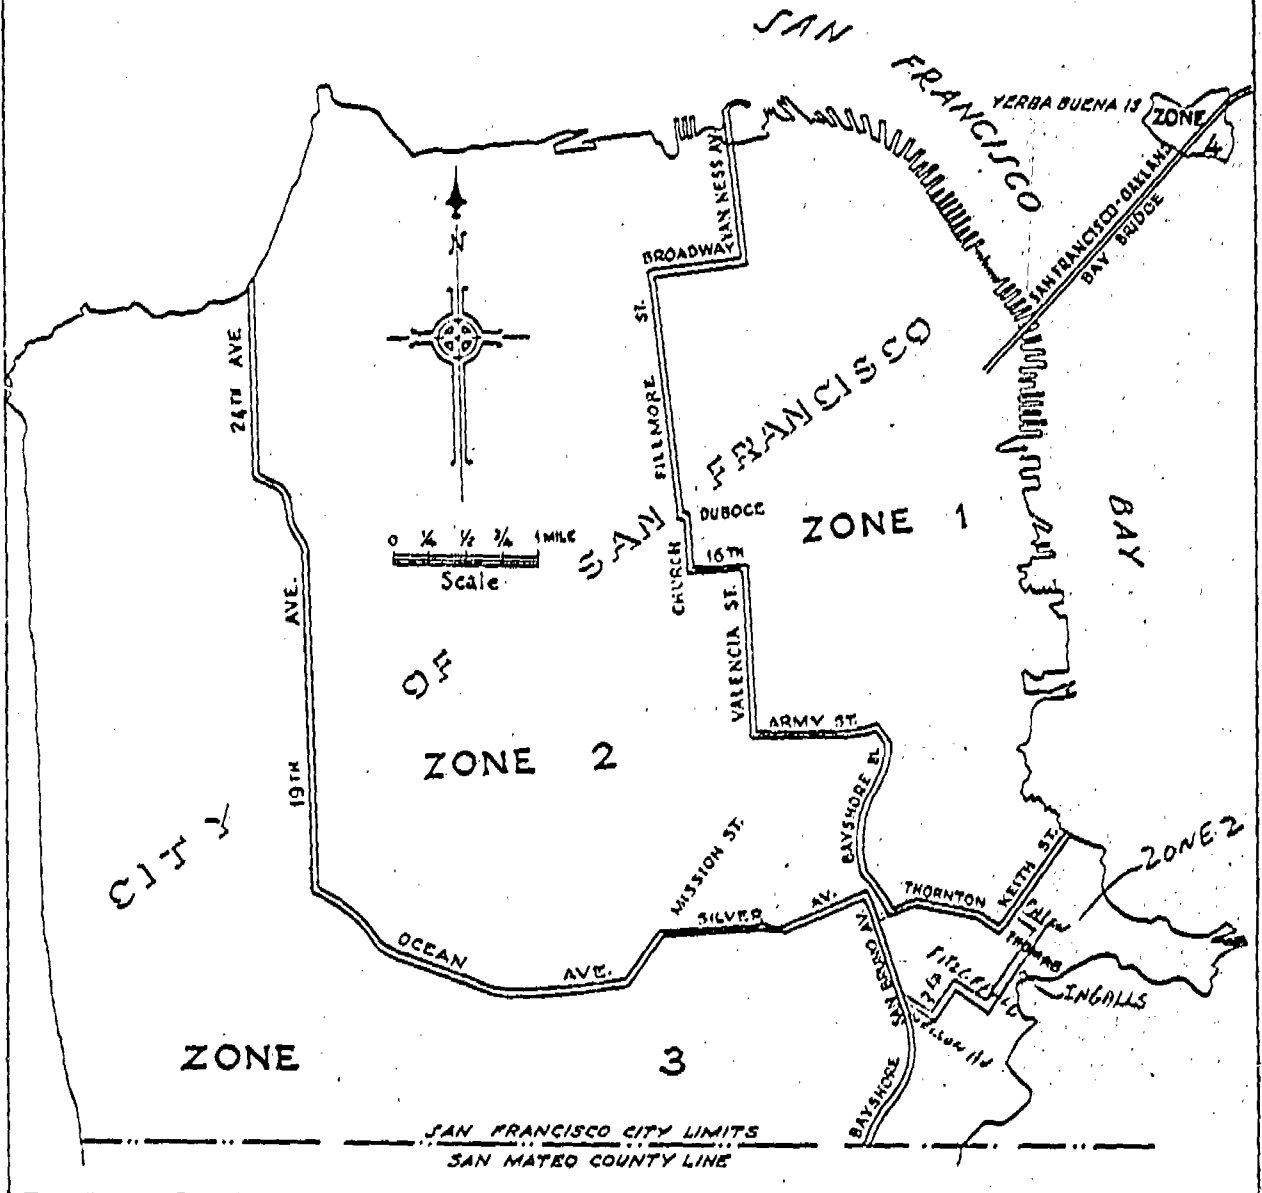 SAN FRANCISCO
YERBA BUENA IS
ZONE 4
SAN FRANCISCO - OAKLAND
BAY BRIDGE
VAN NESS AV.
BROADWAY
N
ST.
FILLMORE
24TH AVE
CITY OF SAN FRANCISCO
DUBOCE
ZONE 1
BAY
0 1/4 1/2 3/4 1 MILE
Scale
16TH
CHURCH
VALENCIA ST.
19TH AVE.
ARMY ST.
ZONE 2
BAYSHORE BL
MISSION ST.
KEITH ST.
ZONE 2
THORNTON
SILVER AV.
OCEAN AVE.
SAN BRUNO AV.
THOMAS
FITZGERALD
3RD
INGALLS
ZONE 3
BAYSHORE
SAN FRANCISCO CITY LIMITS
SAN MATEO COUNTY LINE